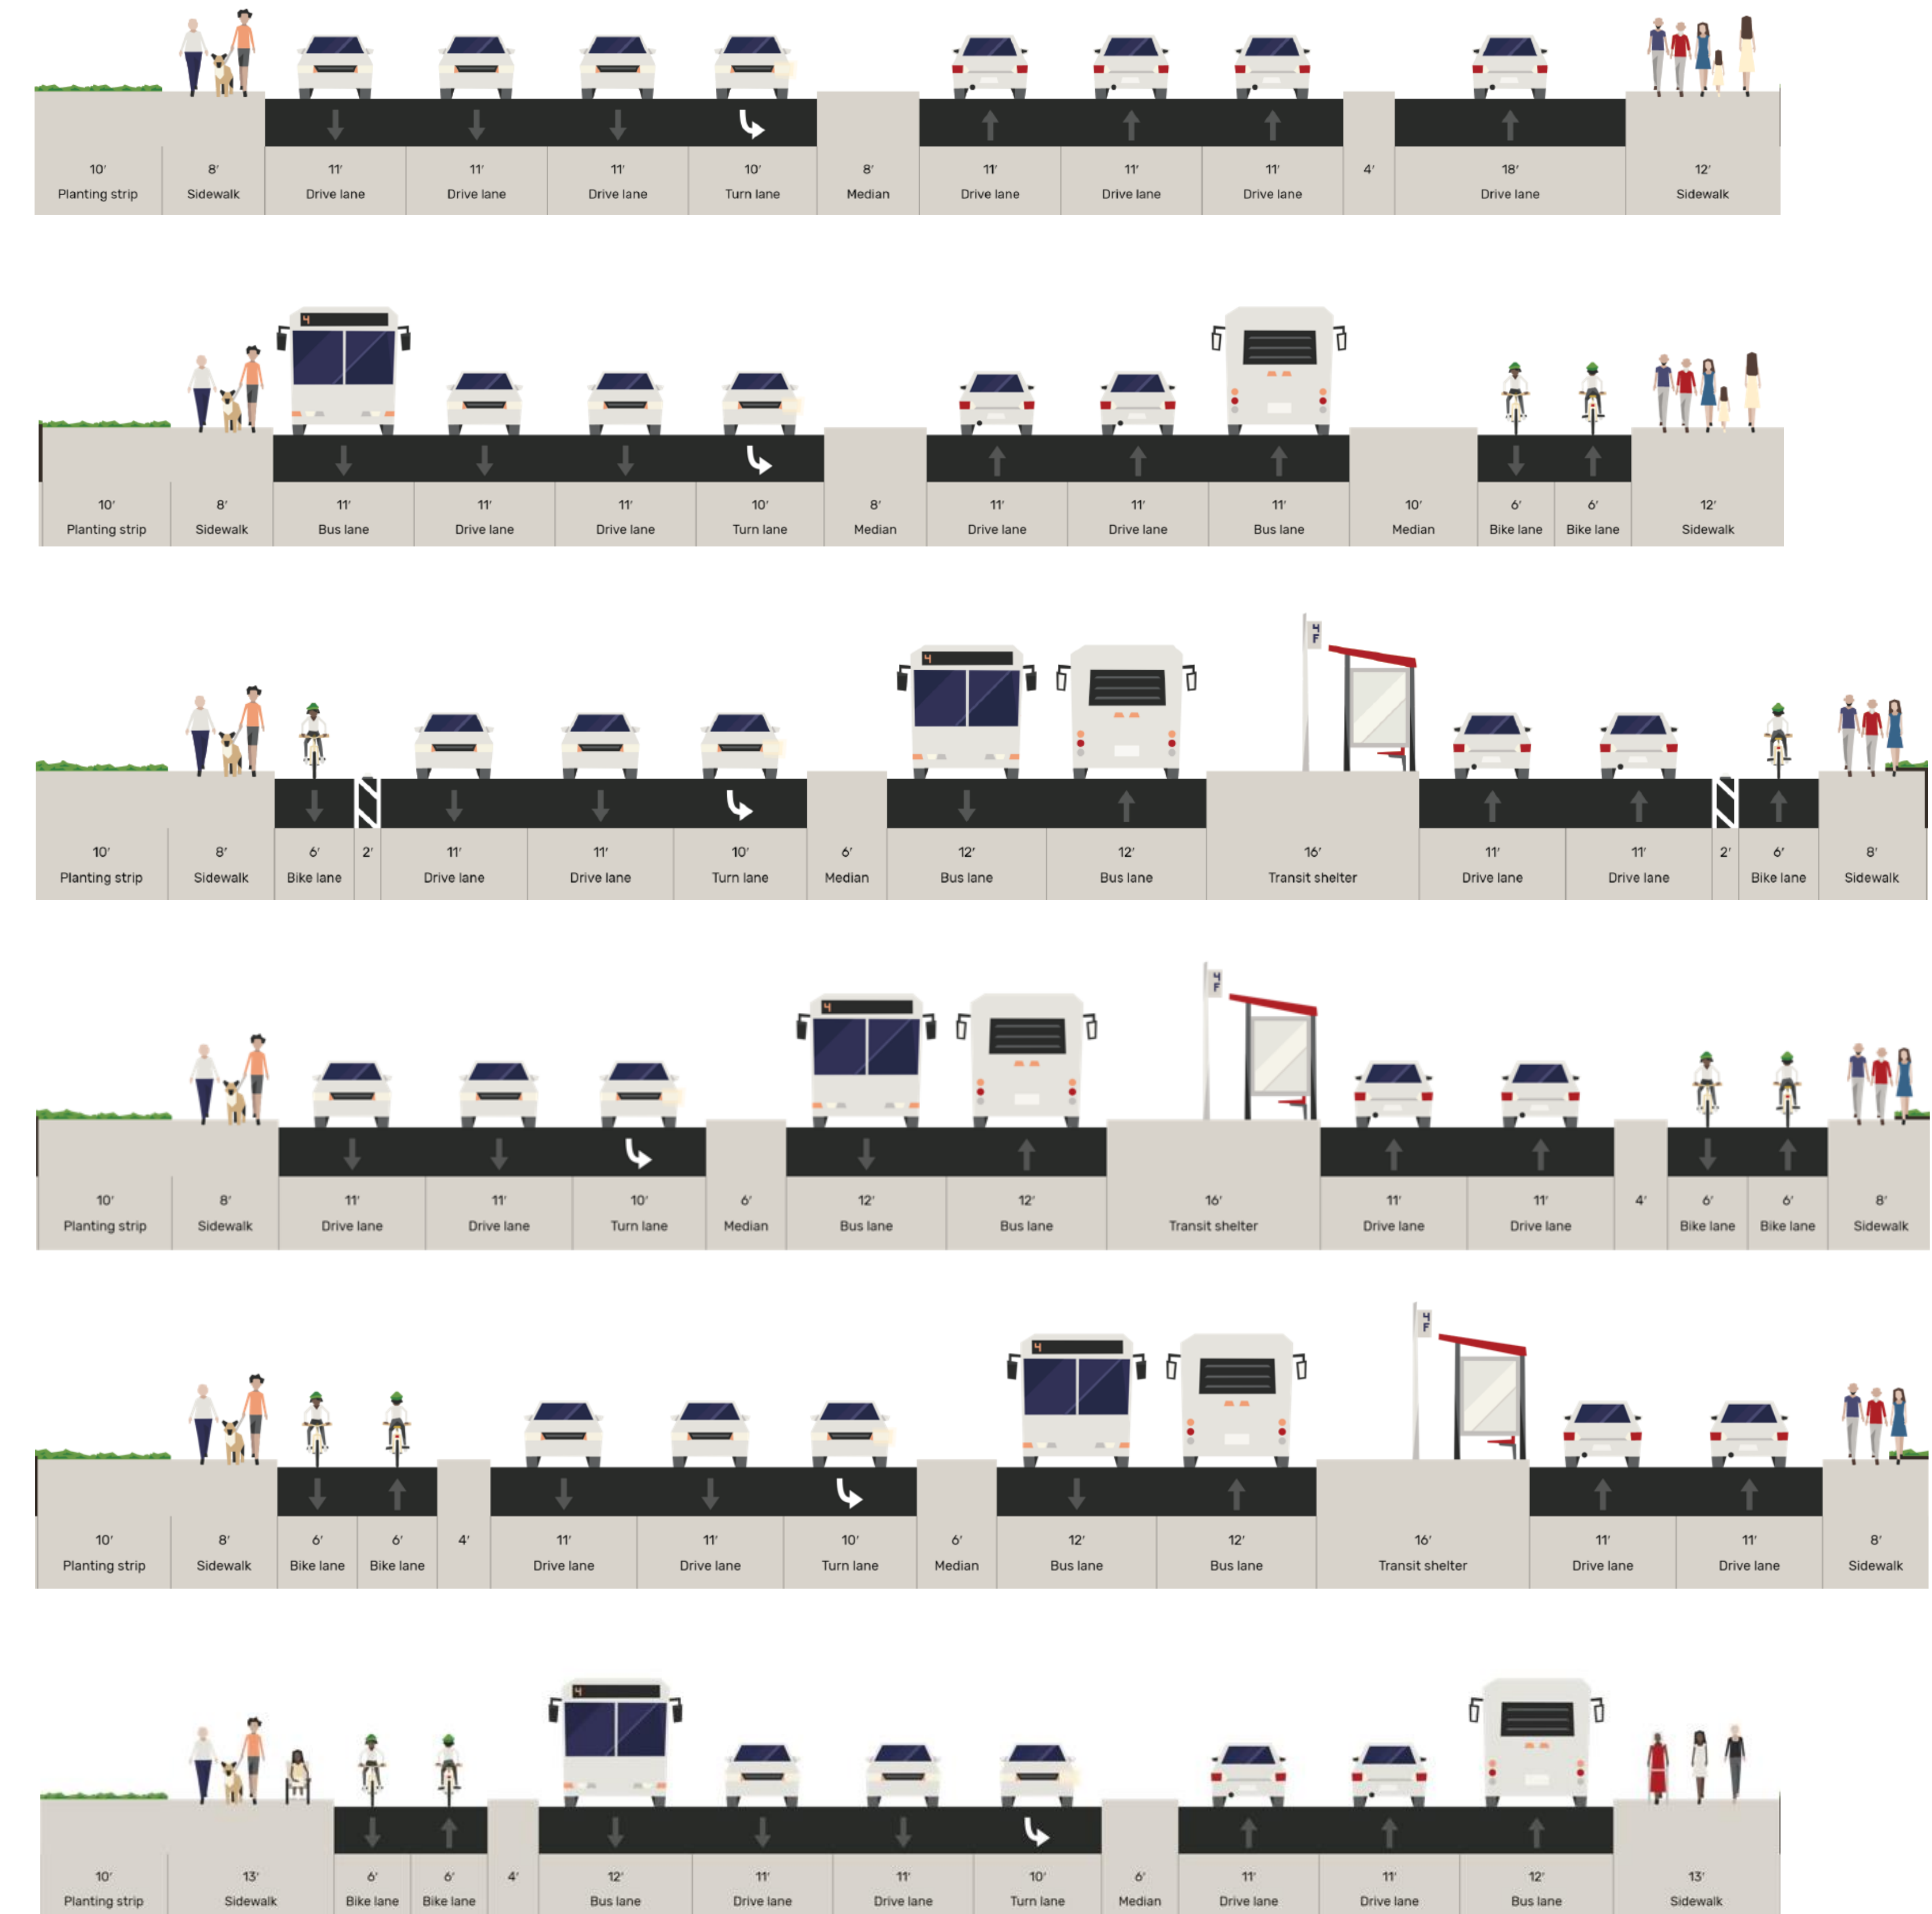 10' 8' 11' 11' 11' 10' 8' 11' 11' 11' 4' 18' 12'
Planting strip Sidewalk Drive lane Drive lane Drive lane Turn lane Median Drive lane Drive lane Drive lane Drive lane Sidewalk
4
10' 8' 11' 11' 11' 10' 8' 11' 11' 11' 10' 6' 6' 12'
Planting strip Sidewalk Bus lane Drive lane Drive lane Turn lane Median Drive lane Drive lane Bus lane Median Bike lane Bike lane Sidewalk
4
F
4
10' 8' 6' 2' 11' 11' 10' 6' 12' 12' 16' 11' 11' 2' 6' 8'
Planting strip Sidewalk Bike lane Drive lane Drive lane Turn lane Median Bus lane Bus lane Transit shelter Drive lane Drive lane Bike lane Sidewalk
4
F
4
10' 8' 11' 11' 10' 6' 12' 12' 16' 11' 11' 4' 6' 6' 8'
Planting strip Sidewalk Drive lane Drive lane Turn lane Median Bus lane Bus lane Transit shelter Drive lane Drive lane Bike lane Bike lane Sidewalk
4
F
4
10' 8' 6' 6' 4' 11' 11' 10' 6' 12' 12' 16' 11' 11' 8'
Planting strip Sidewalk Bike lane Bike lane Drive lane Drive lane Turn lane Median Bus lane Bus lane Transit shelter Drive lane Drive lane Sidewalk
4
10' 13' 6' 6' 4' 12' 11' 11' 10' 6' 11' 11' 12' 13'
Planting strip Sidewalk Bike lane Bike lane Bus lane Drive lane Drive lane Turn lane Median Drive lane Drive lane Bus lane Sidewalk